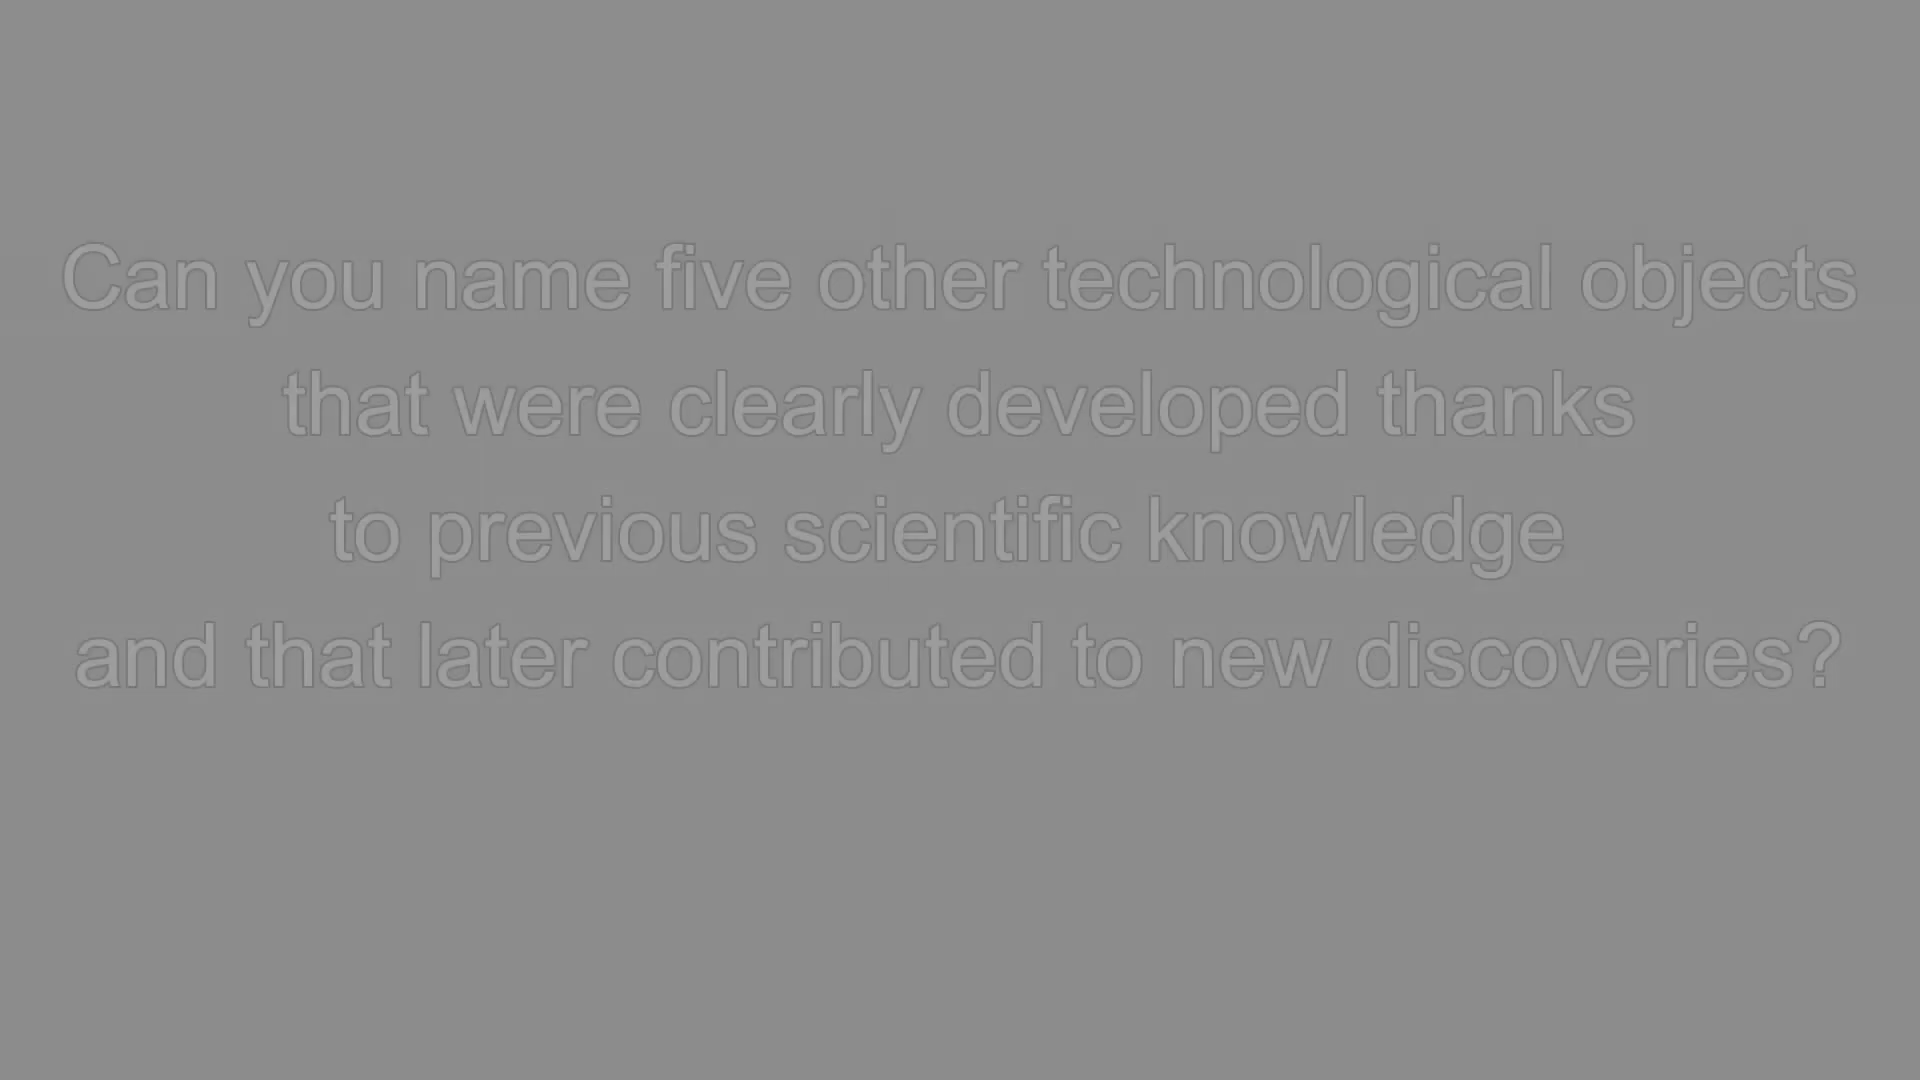 Can you name five other technological objects
that were clearly developed thanks
to previous scientific knowledge
and that later contributed to new discoveries?